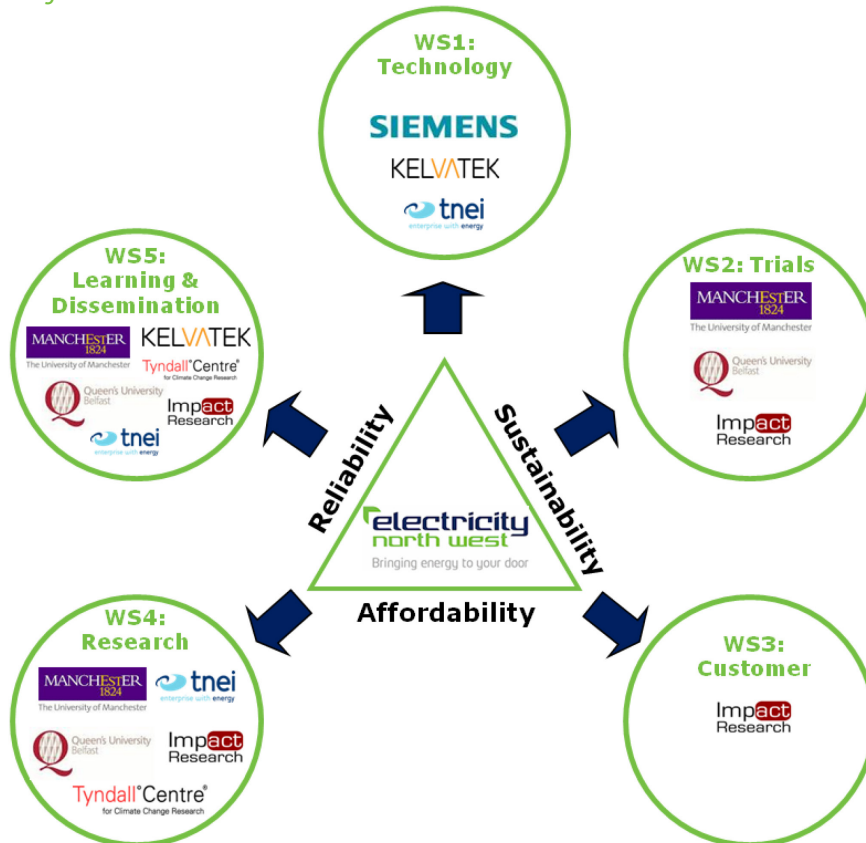 WS1:
Technology
SIEMENS
KELVATEK
tnei
enterprise with energy
WS5:
Learning &
Dissemination
MANCHESTER
1824
The University of Manchester
KELVATEK
Tyndall°Centre®
for Climate Change Research
Queen's University
Belfast
Impact
Research
tnei
enterprise with energy
WS2: Trials
MANCHESTER
1824
The University of Manchester
Queen's University
Belfast
Impact
Research
Reliability
Sustainability
electricity
north west
Bringing energy to your door
Affordability
WS4:
Research
MANCHESTER
1824
The University of Manchester
tnei
enterprise with energy
Queen's University
Belfast
Impact
Research
Tyndall°Centre®
for Climate Change Research
WS3:
Customer
Impact
Research